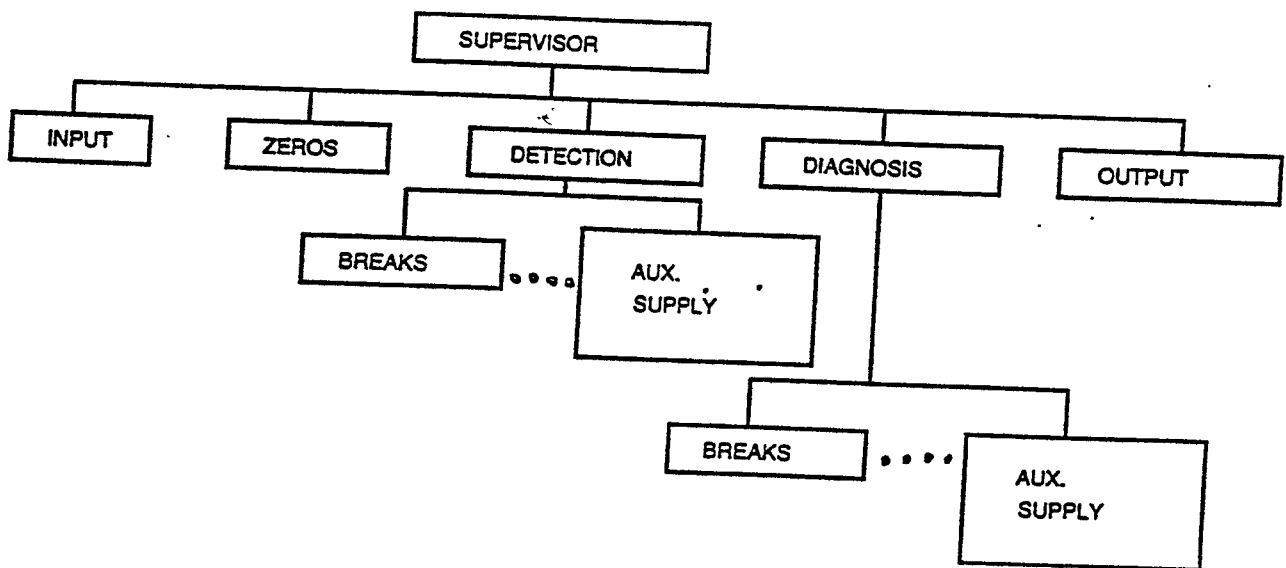 SUPERVISOR
INPUT
ZEROS
DETECTION
DIAGNOSIS
OUTPUT
BREAKS
AUX.
SUPPLY
BREAKS
AUX.
SUPPLY